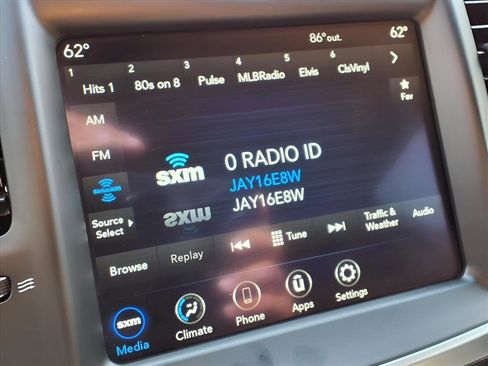 62° 86° out. 62°
1 Hits 1 2 80s on 8 3 Pulse 4 MLBRadio 5 Elvis 6 ClsVinyl
Fav
AM
FM
SiriusXM
Source
Select
sxm
0 RADIO ID
JAY16E8W
JAY16E8W
sxm
Browse Replay Tune Traffic &
Weather Audio
sxm
Media Climate Phone Apps Settings